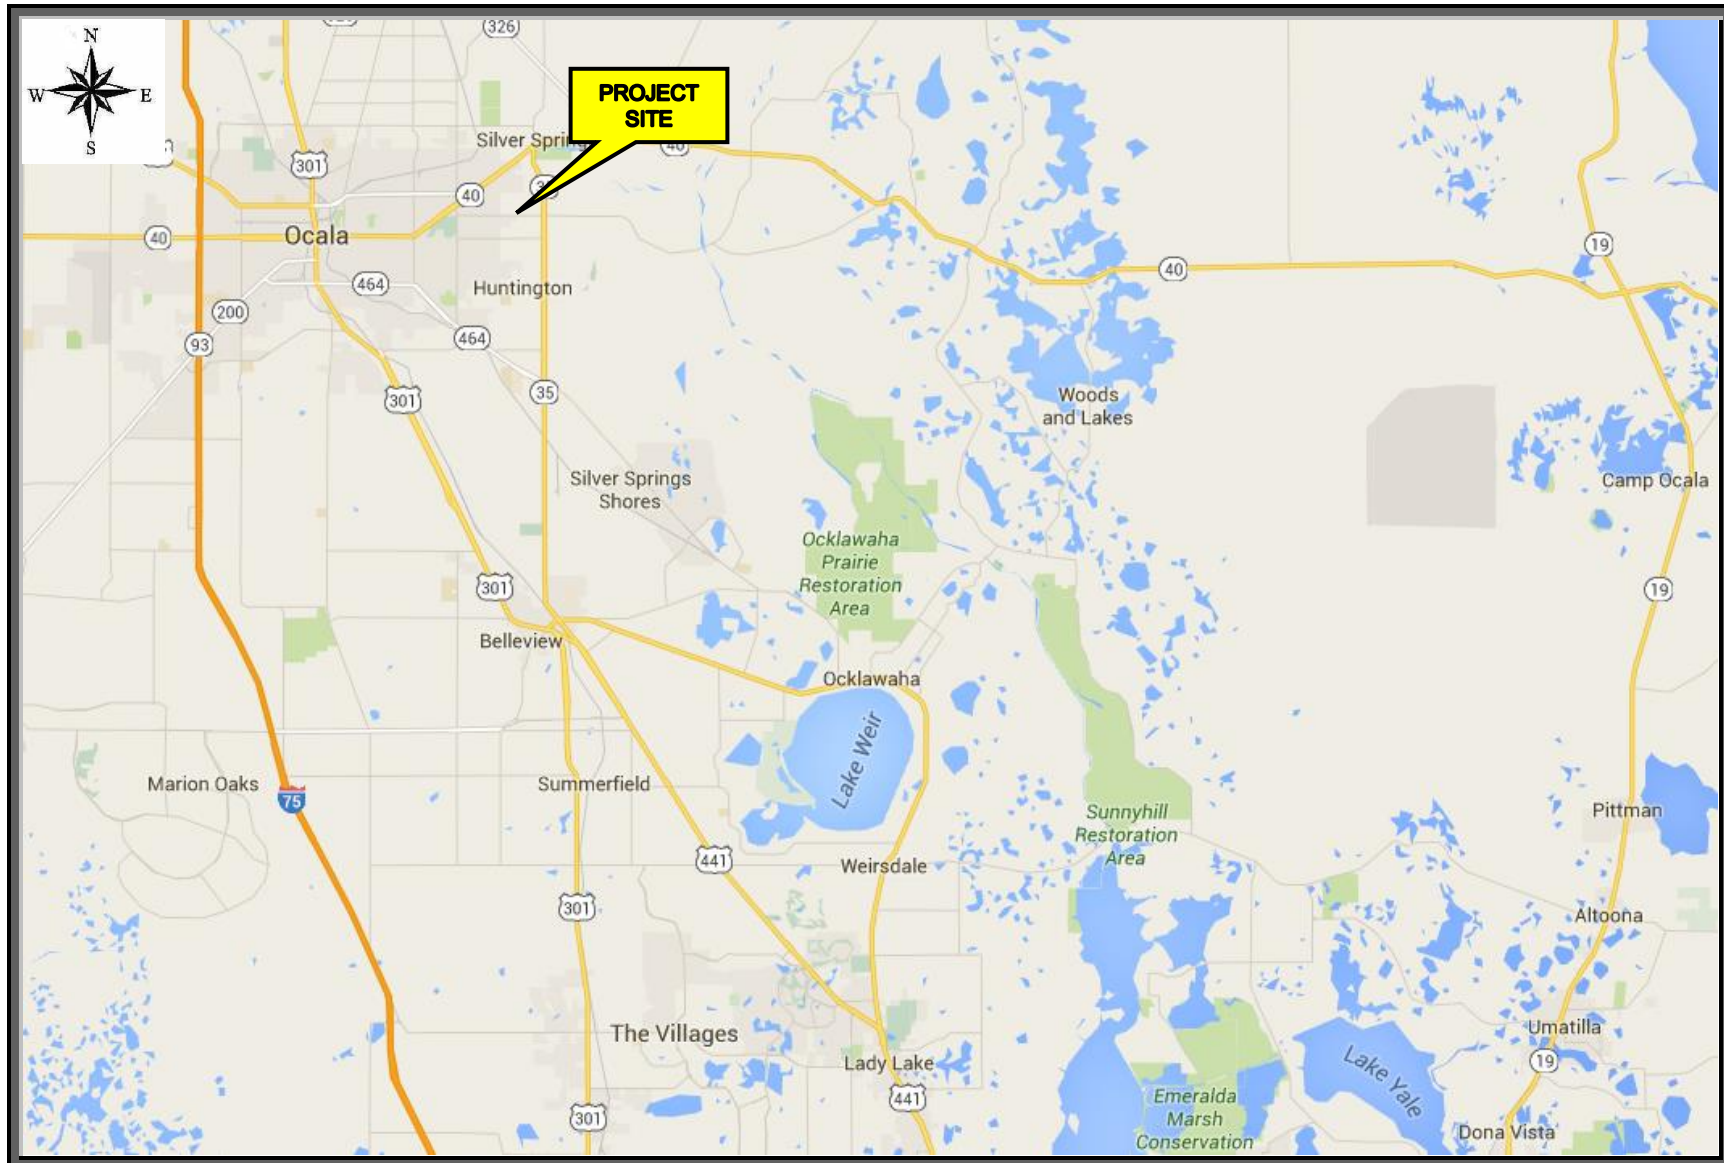 N
326
W
E
PROJECT
SITE
S
Silver Spring
40
301
40
40
Ocala
19
40
464
Huntington
200
93
464
35
301
Woods
and Lakes
Silver Springs
Shores
Camp Ocala
Ocklawaha
Prairie
Restoration
Area
301
19
Belleview
Ocklawaha
Lake Weir
Marion Oaks
75
Summerfield
Sunnyhill
Restoration
Area
Pittman
441
Weirsdale
301
Altoona
The Villages
Umatilla
Lady Lake
19
Lake Yale
441
301
Emeralda
Marsh
Conservation
Dona Vista